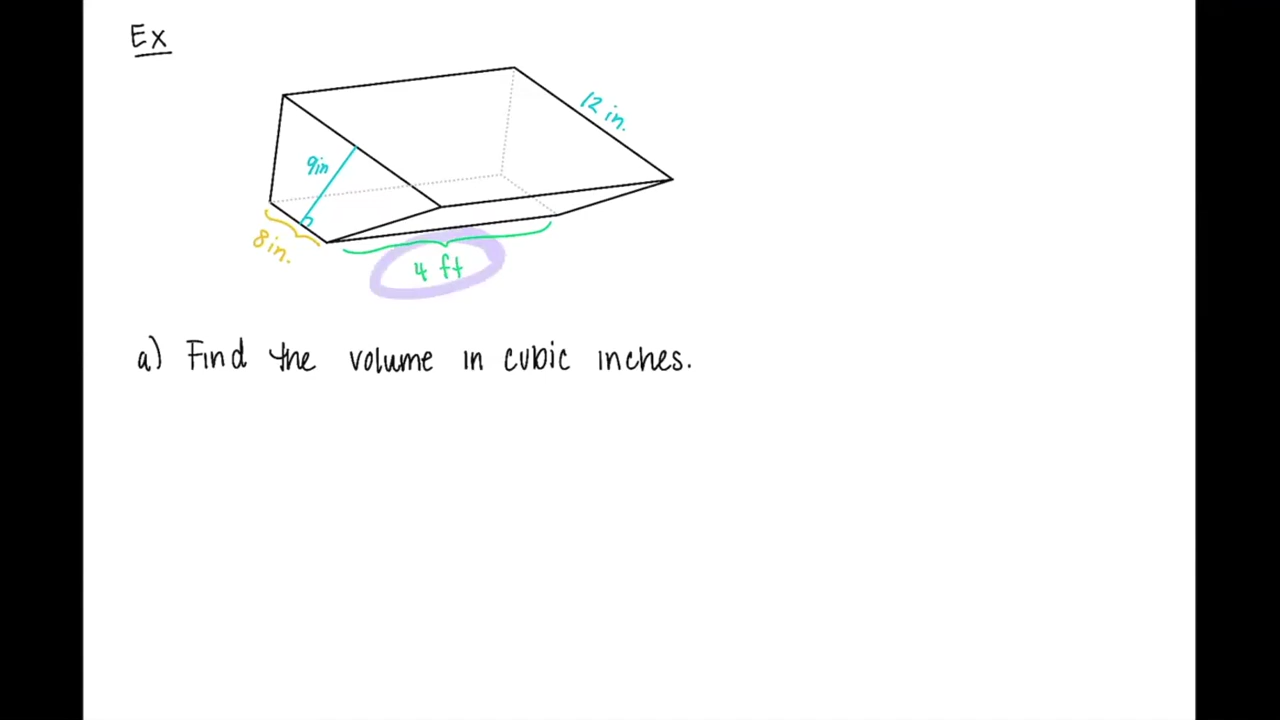 Ex
12 in.
9in
8in.
4 ft
a) Find the volume in cubic inches.